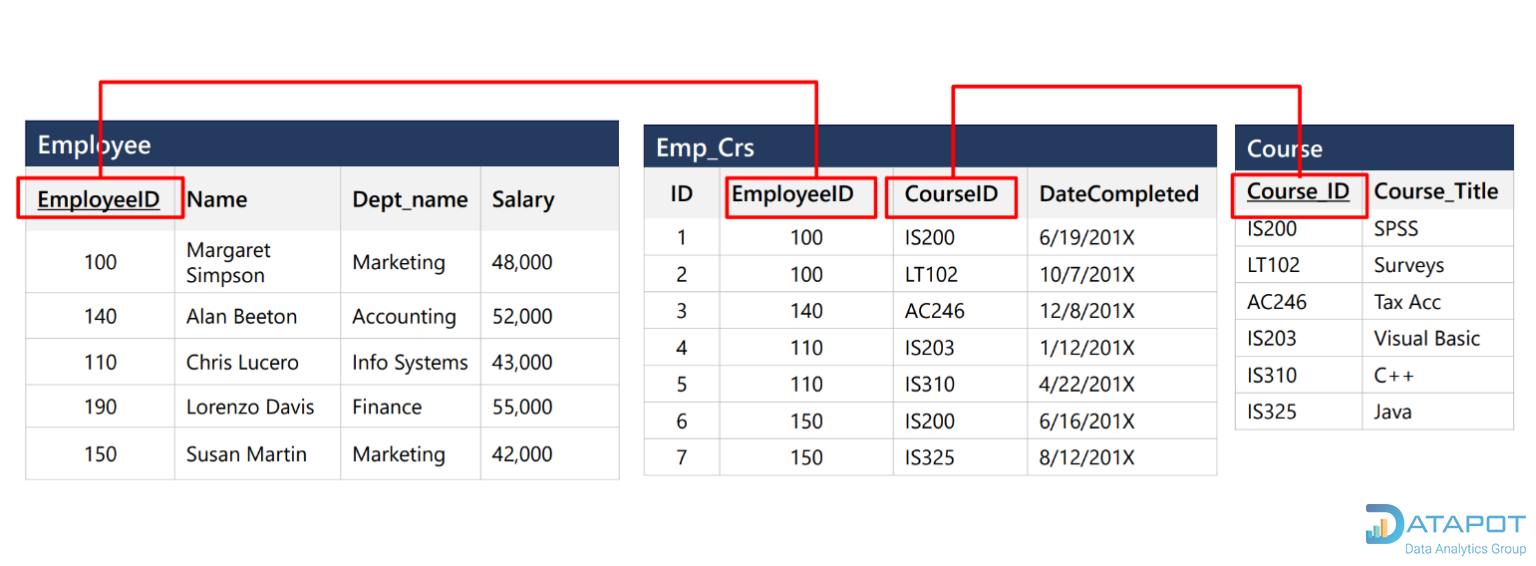 Employee
EmployeeID Name Dept_name Salary
100 Margaret Simpson Marketing 48,000
140 Alan Beeton Accounting 52,000
110 Chris Lucero Info Systems 43,000
190 Lorenzo Davis Finance 55,000
150 Susan Martin Marketing 42,000
Emp_Crs
ID EmployeeID CourseID DateCompleted
1 100 IS200 6/19/201X
2 100 LT102 10/7/201X
3 140 AC246 12/8/201X
4 110 IS203 1/12/201X
5 110 IS310 4/22/201X
6 150 IS200 6/16/201X
7 150 IS325 8/12/201X
Course
Course_ID Course_Title
IS200 SPSS
LT102 Surveys
AC246 Tax Acc
IS203 Visual Basic
IS310 C++
IS325 Java
DATAPOT
Data Analytics Group